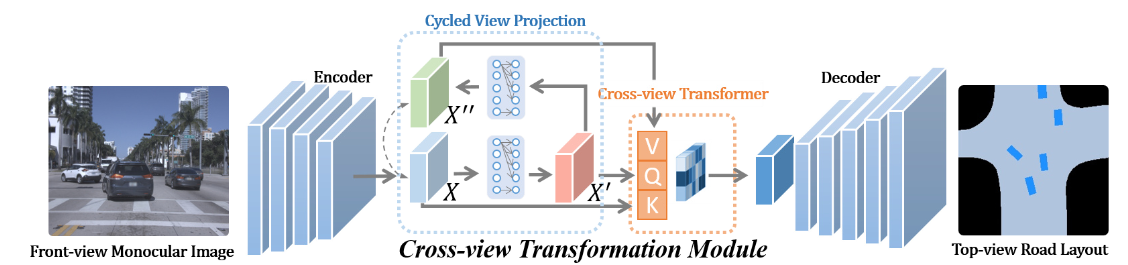 Cycled View Projection
Encoder
Decoder
Cross-view Transformer
X''
V
X
X'
Q
K
Front-view Monocular Image
Cross-view Transformation Module
Top-view Road Layout